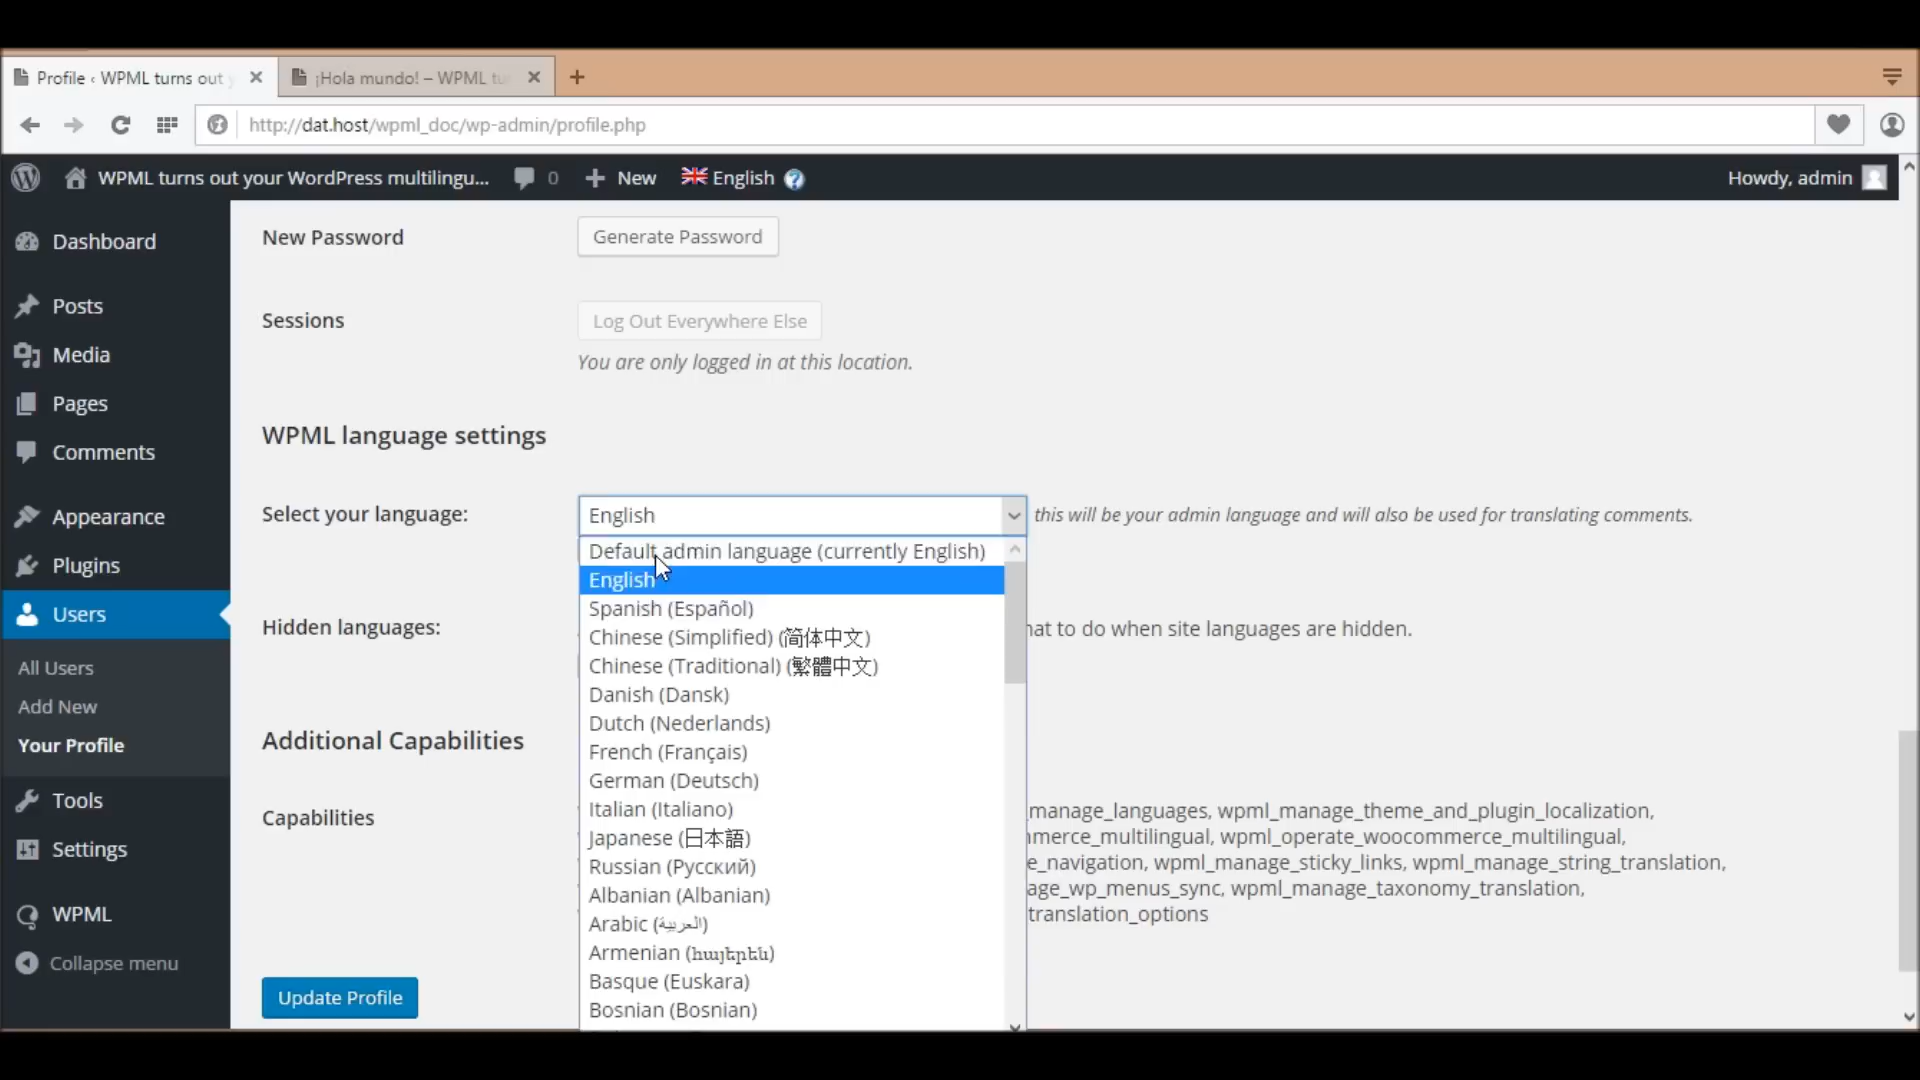 Profile ‹ WPML turns out
¡Hola mundo! – WPML
http://dat.host/wpml_doc/wp-admin/profile.php
WPML turns out your WordPress multilingu... 0 New English ? Howdy, admin
Dashboard
Posts
Media
Pages
Comments
Appearance
Plugins
Users
All Users
Add New
Your Profile
Tools
Settings
WPML
Collapse menu
New Password Generate Password
Sessions Log Out Everywhere Else
You are only logged in at this location.
WPML language settings
Select your language: English this will be your admin language and will also be used for translating comments.
Default admin language (currently English)
English
Spanish (Español)
Chinese (Simplified) (简体中文)
Chinese (Traditional) (繁體中文)
Danish (Dansk)
Dutch (Nederlands)
French (Français)
German (Deutsch)
Italian (Italiano)
Japanese (日本語)
Russian (Русский)
Albanian (Albanian)
Arabic (العربية)
Armenian (հայերեն)
Basque (Euskara)
Bosnian (Bosnian)
Hidden languages: to do when site languages are hidden.
Additional Capabilities
Capabilities manage_languages, wpml_manage_theme_and_plugin_localization,
merce_multilingual, wpml_operate_woocommerce_multilingual,
e_navigation, wpml_manage_sticky_links, wpml_manage_string_translation,
age_wp_menus_sync, wpml_manage_taxonomy_translation,
translation_options
Update Profile